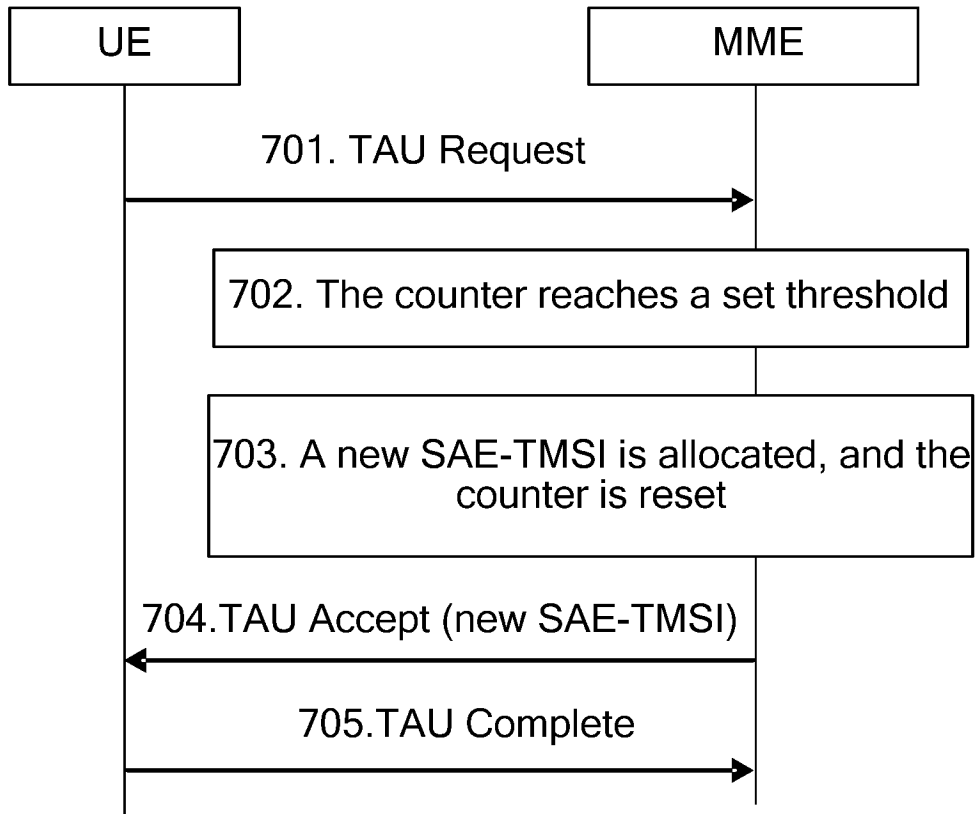 UE
MME
701. TAU Request
702. The counter reaches a set threshold
703. A new SAE-TMSI is allocated, and the
counter is reset
704.TAU Accept (new SAE-TMSI)
705.TAU Complete